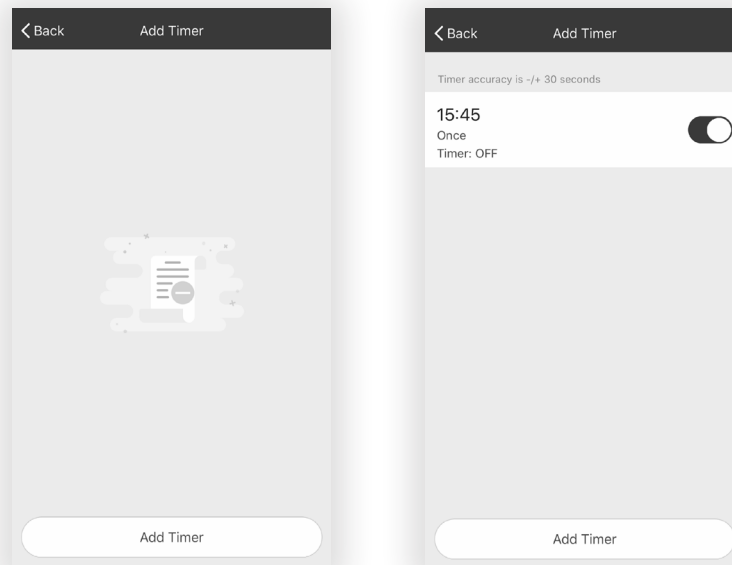 Back
Add Timer
Add Timer
Back
Add Timer
Timer accuracy is -/+ 30 seconds
15:45
Once
Timer: OFF
Add Timer